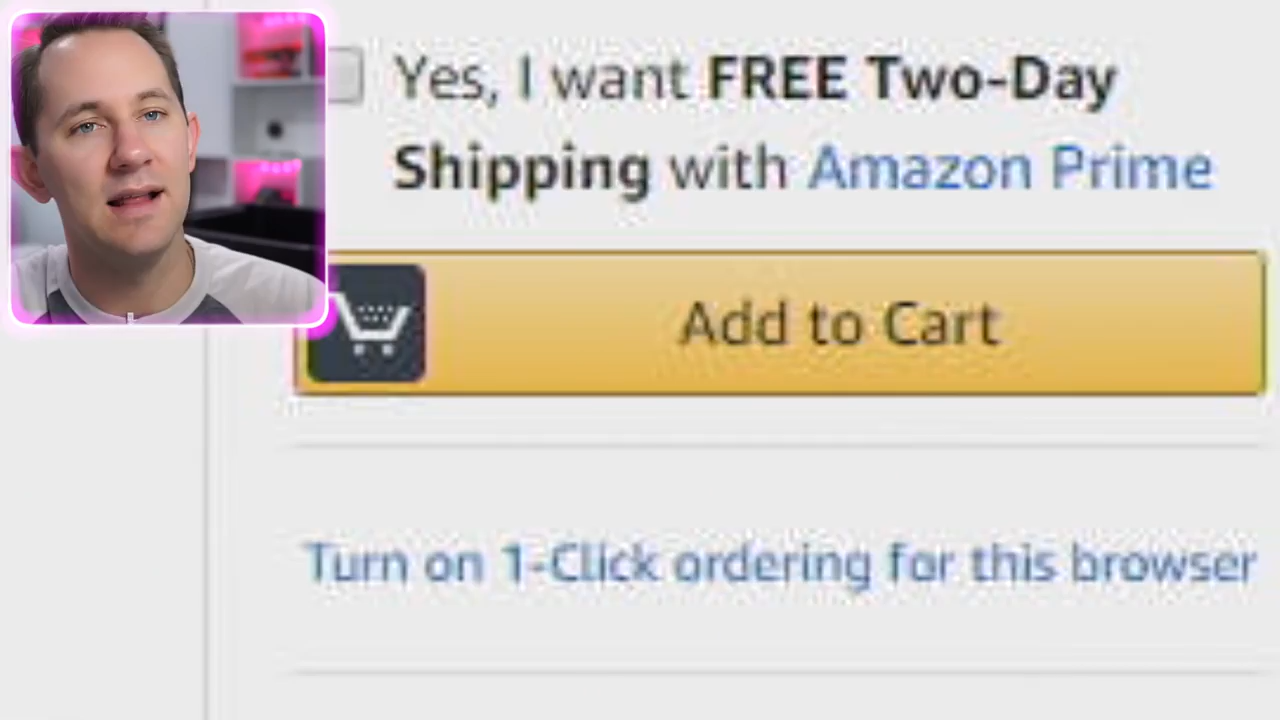 Yes, I want FREE Two-Day
Shipping with Amazon Prime
Add to Cart
Turn on 1-Click ordering for this browser